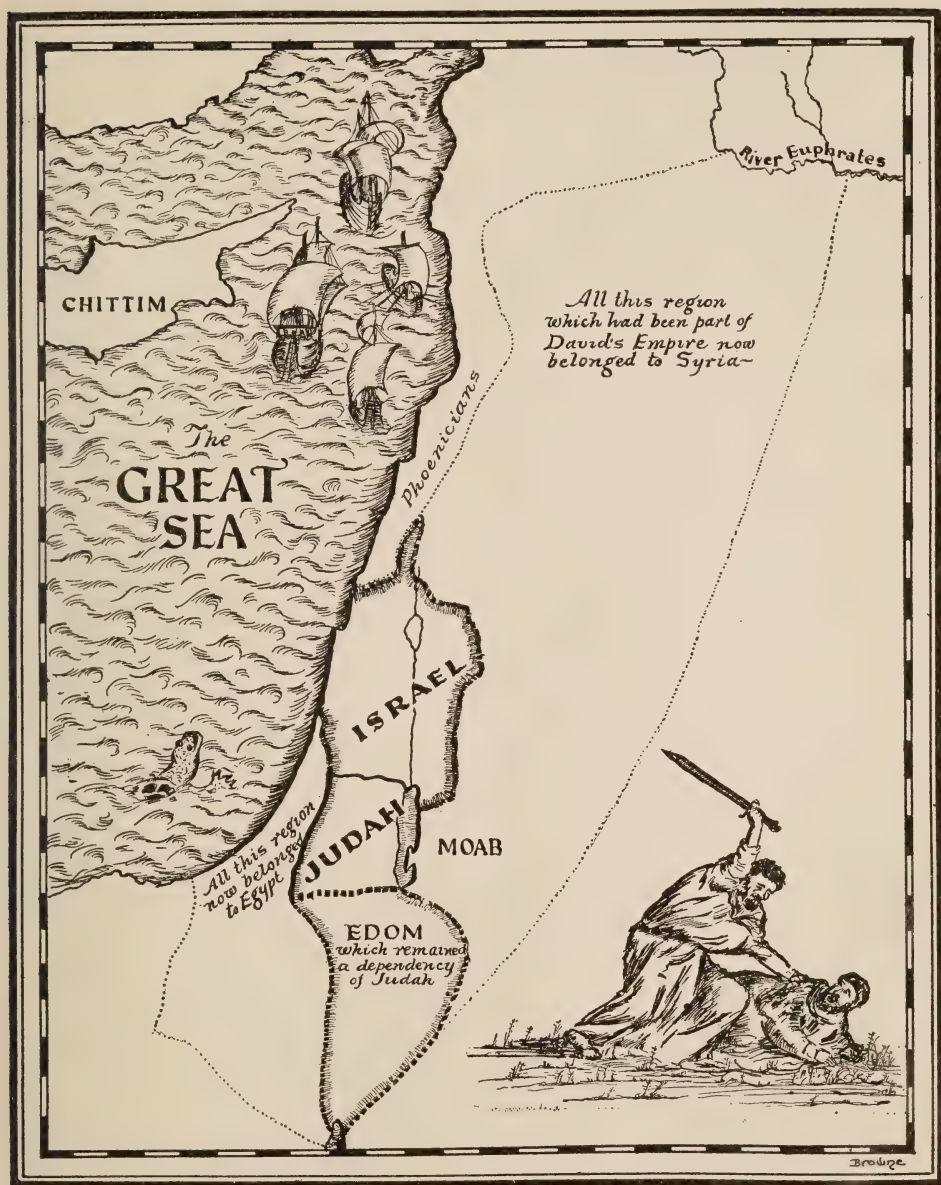 River Euphrates
CHITTIM
All this region
which had been part of
David's Empire now
belonged to Syria~
Phoenicians
The
GREAT
SEA
ISRAEL
JUDAH
MOAB
All this region
now belonged
to Egypt
EDOM
which remained
a dependency
of Judah
Browne